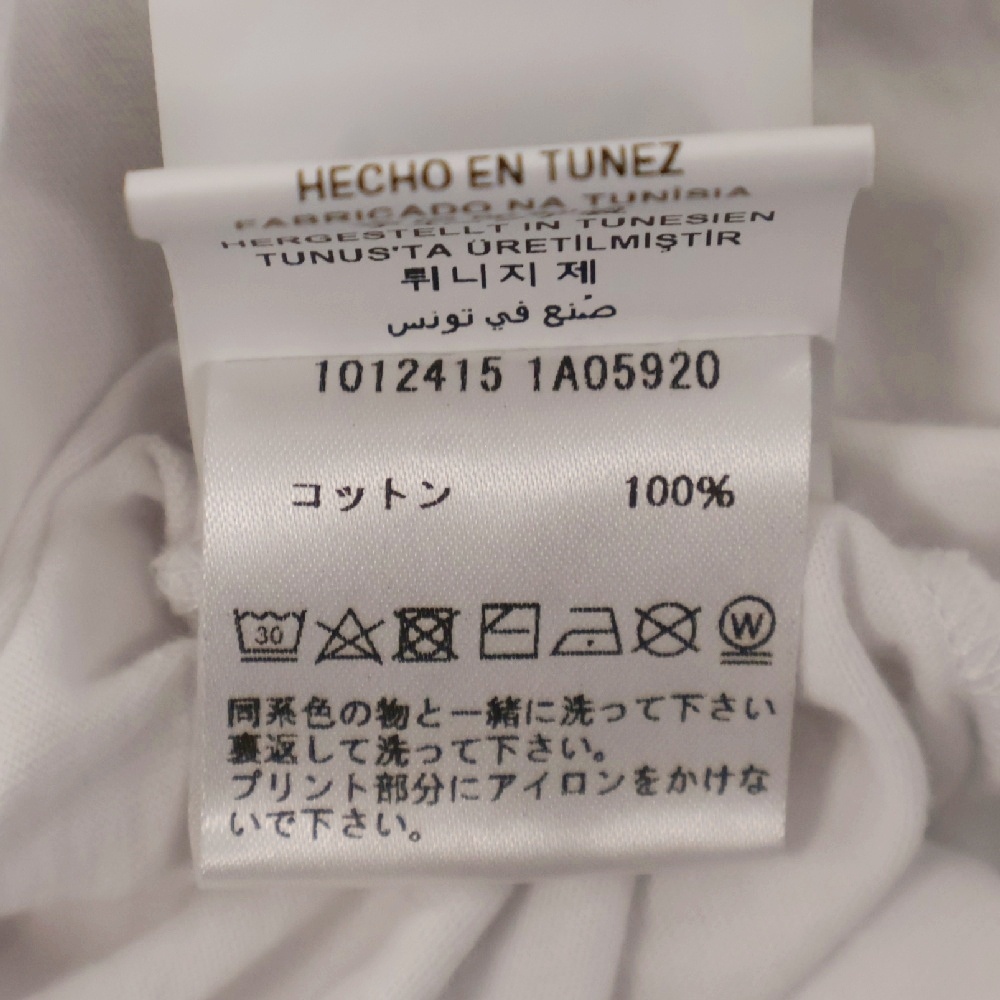 HECHO EN TUNEZ
FABRICADO NA TUNÍSIA
HERGESTELLT IN TUNESIEN
TUNUS'TA ÜRETİLMİŞTİR
튀니지 제
صُنع في تونس
1012415 1A05920
コットン 100%
30
W
同系色の物と一緒に洗って下さい
裏返して洗って下さい。
プリント部分にアイロンをかけな
いで下さい。